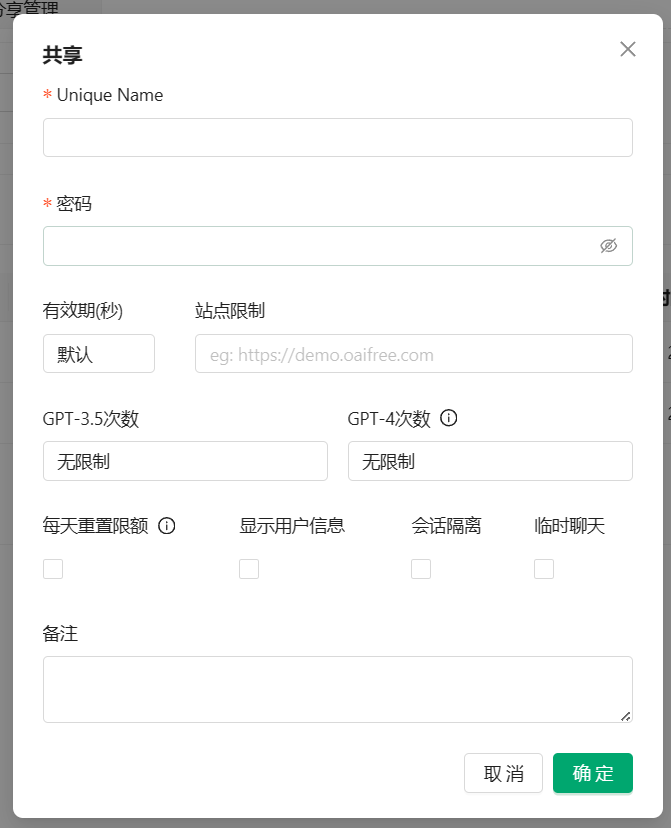 分享管理
共享
* Unique Name
* 密码
有效期(秒) 站点限制
默认 eg: https://demo.oaifree.com
GPT-3.5次数 GPT-4次数
无限制 无限制
每天重置限额 显示用户信息 会话隔离 临时聊天
备注
取消 确定